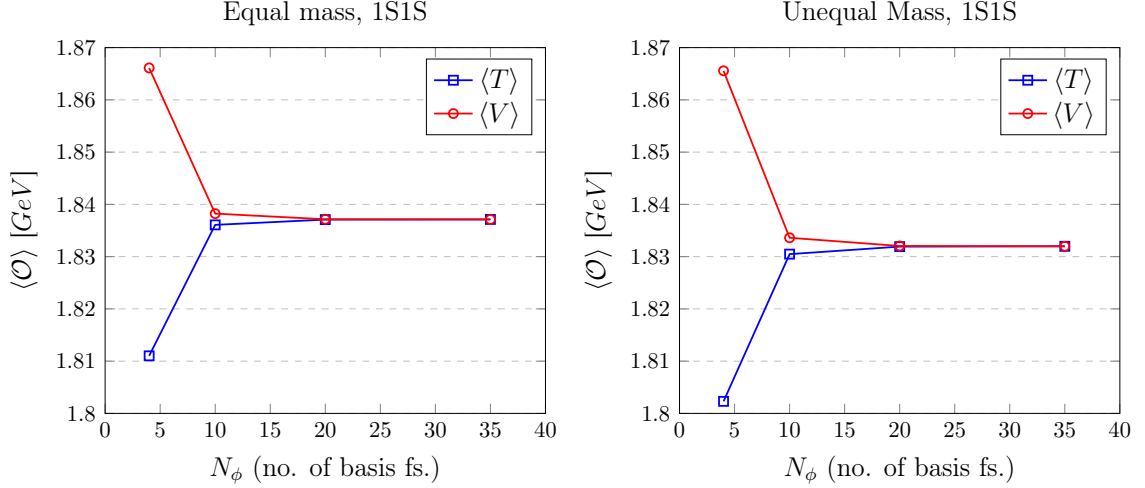 Equal mass, 1S1S
⟨O⟩ [GeV]
1.87
1.86
1.85
1.84
1.83
1.82
1.81
1.8
0 5 10 15 20 25 30 35 40
N_ϕ (no. of basis fs.)
⟨T⟩
⟨V⟩
Unequal Mass, 1S1S
⟨O⟩ [GeV]
1.87
1.86
1.85
1.84
1.83
1.82
1.81
1.8
0 5 10 15 20 25 30 35 40
N_ϕ (no. of basis fs.)
⟨T⟩
⟨V⟩